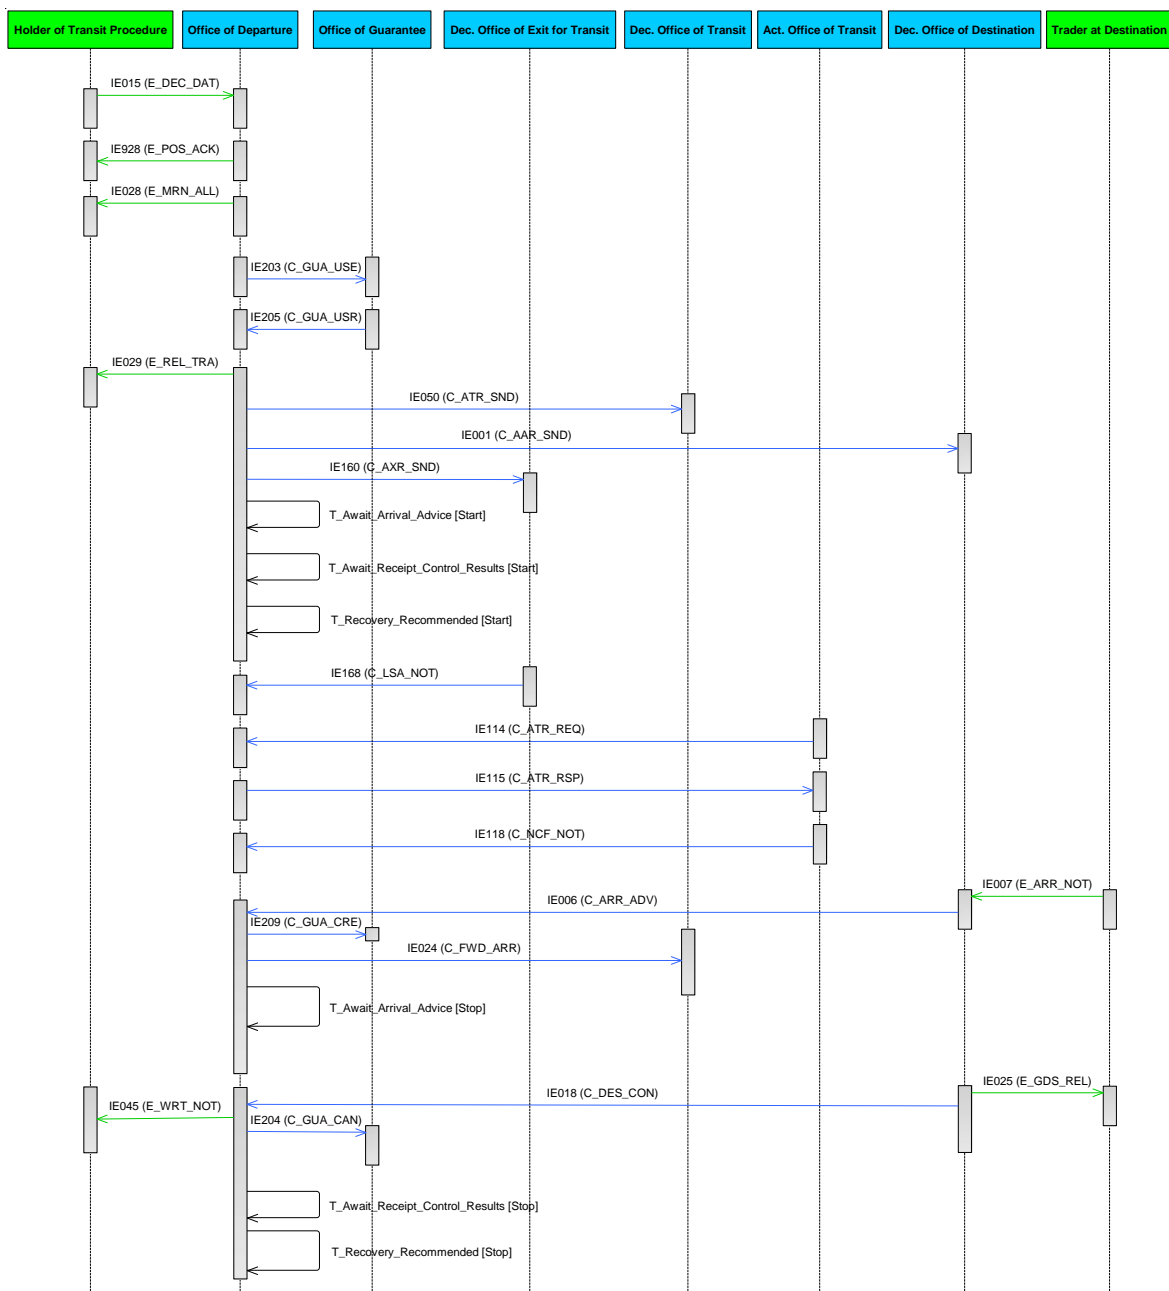 Holder of Transit Procedure
Office of Departure
Office of Guarantee
Dec. Office of Exit for Transit
Dec. Office of Transit
Act. Office of Transit
Dec. Office of Destination
Trader at Destination
IE015 (E_DEC_DAT)
IE928 (E_POS_ACK)
IE028 (E_MRN_ALL)
IE203 (C_GUA_USE)
IE205 (C_GUA_USR)
IE029 (E_REL_TRA)
IE050 (C_ATR_SND)
IE001 (C_AAR_SND)
IE160 (C_AXR_SND)
T_Await_Arrival_Advice [Start]
T_Await_Receipt_Control_Results [Start]
T_Recovery_Recommended [Start]
IE168 (C_LSA_NOT)
IE114 (C_ATR_REQ)
IE115 (C_ATR_RSP)
IE118 (C_NCF_NOT)
IE007 (E_ARR_NOT)
IE006 (C_ARR_ADV)
IE209 (C_GUA_CRE)
IE024 (C_FWD_ARR)
T_Await_Arrival_Advice [Stop]
IE025 (E_GDS_REL)
IE018 (C_DES_CON)
IE045 (E_WRT_NOT)
IE204 (C_GUA_CAN)
T_Await_Receipt_Control_Results [Stop]
T_Recovery_Recommended [Stop]